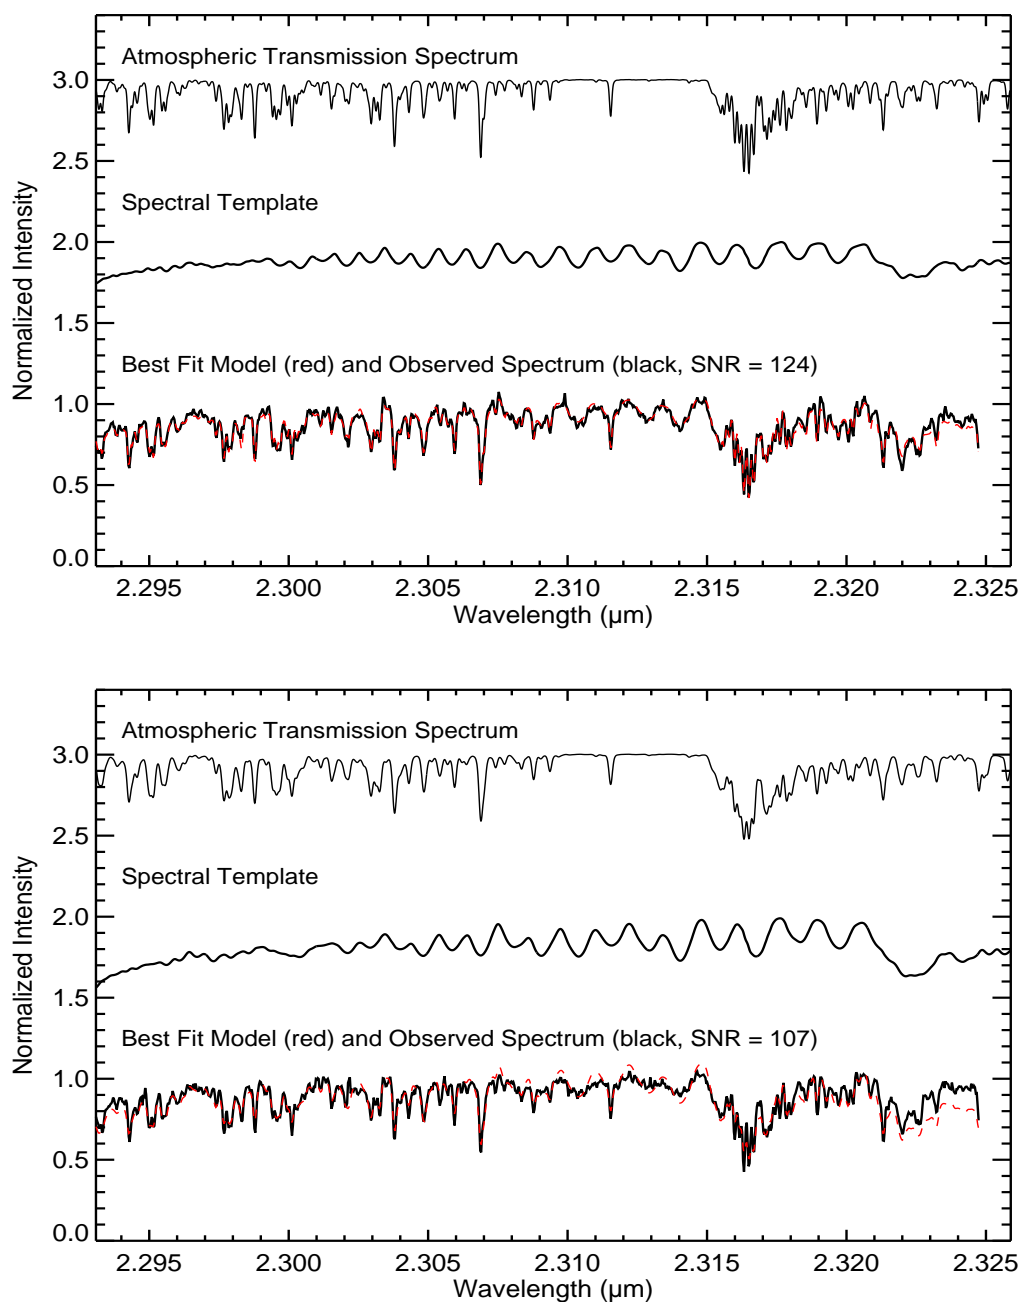 Atmospheric Transmission Spectrum
3.0
2.5
Spectral Template
2.0
1.5
Best Fit Model (red) and Observed Spectrum (black, SNR = 124)
1.0
0.5
0.0
Normalized Intensity
2.295 2.300 2.305 2.310 2.315 2.320 2.325
Wavelength (µm)
Atmospheric Transmission Spectrum
3.0
2.5
Spectral Template
2.0
1.5
Best Fit Model (red) and Observed Spectrum (black, SNR = 107)
1.0
0.5
0.0
Normalized Intensity
2.295 2.300 2.305 2.310 2.315 2.320 2.325
Wavelength (µm)